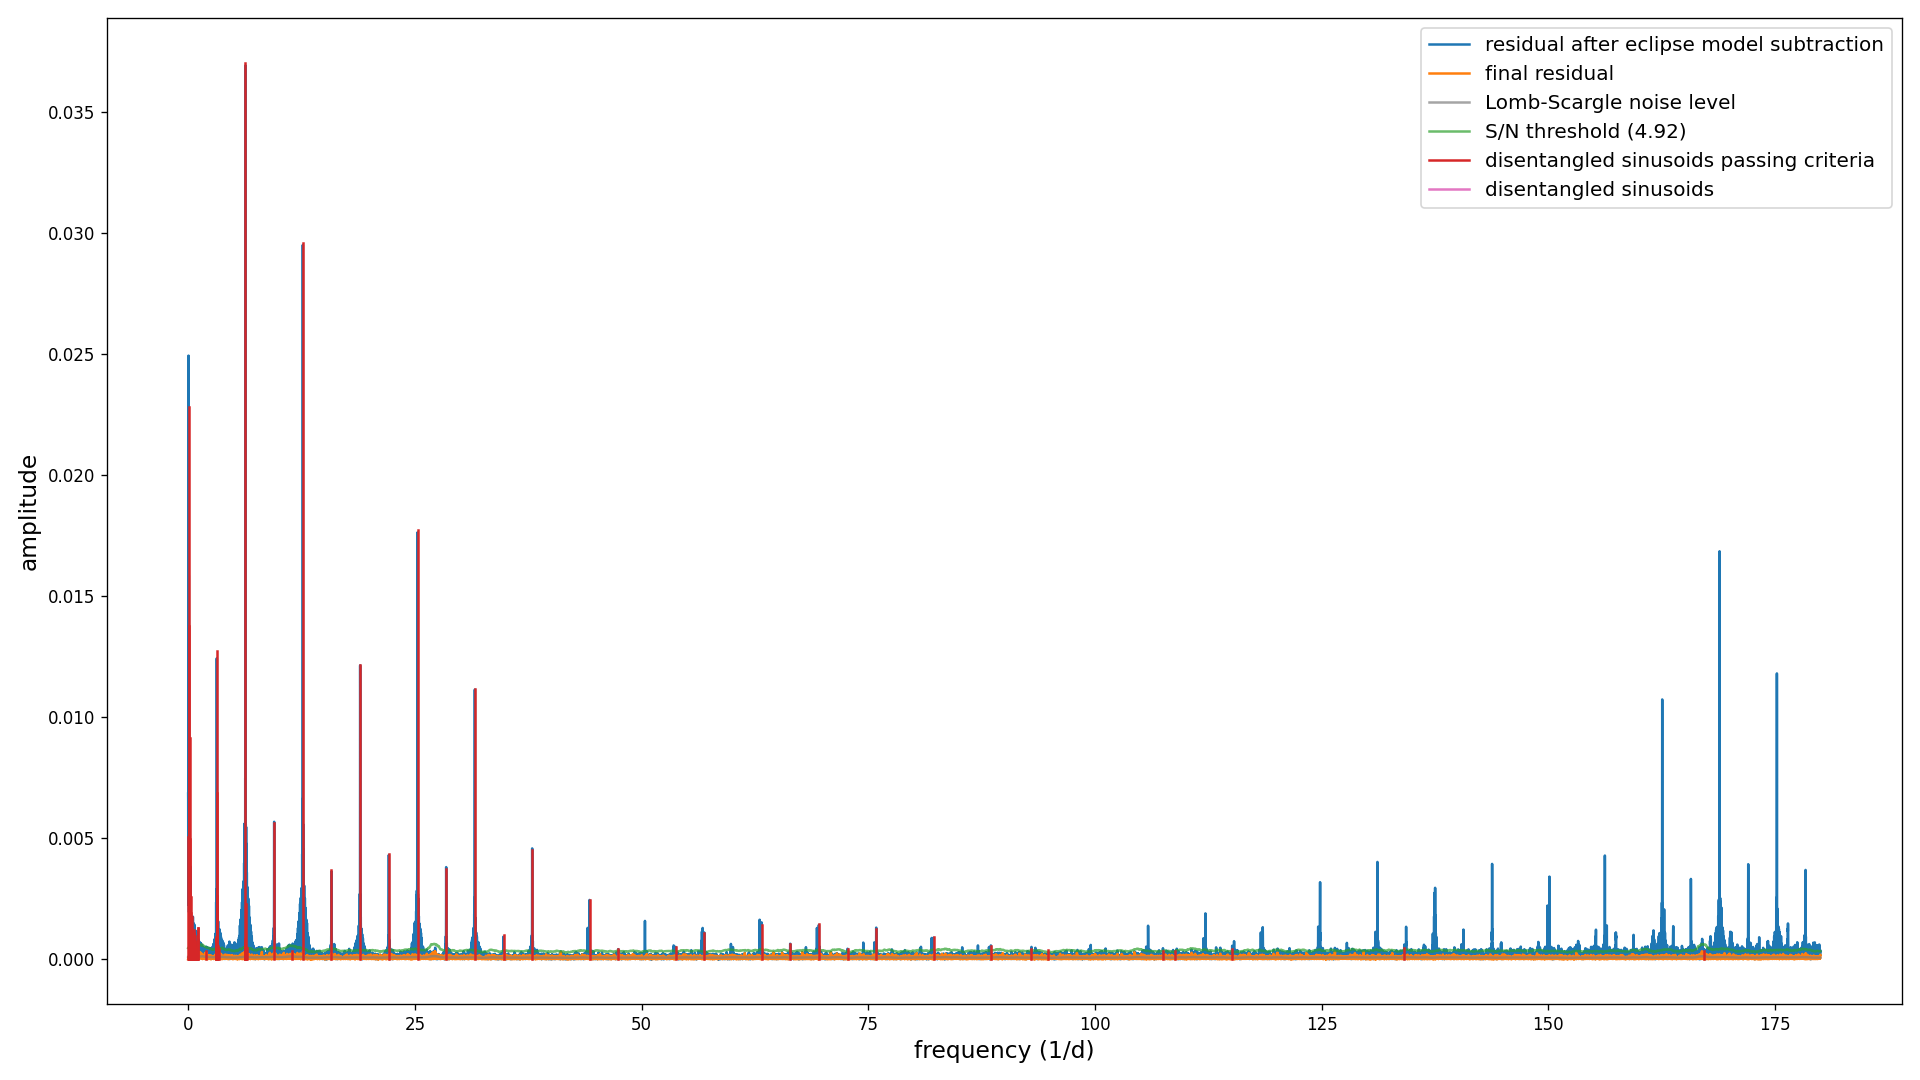 residual after eclipse model subtraction
final residual
Lomb-Scargle noise level
S/N threshold (4.92)
disentangled sinusoids passing criteria
disentangled sinusoids
amplitude
0.035
0.030
0.025
0.020
0.015
0.010
0.005
0.000
0 25 50 75 100 125 150 175
frequency (1/d)